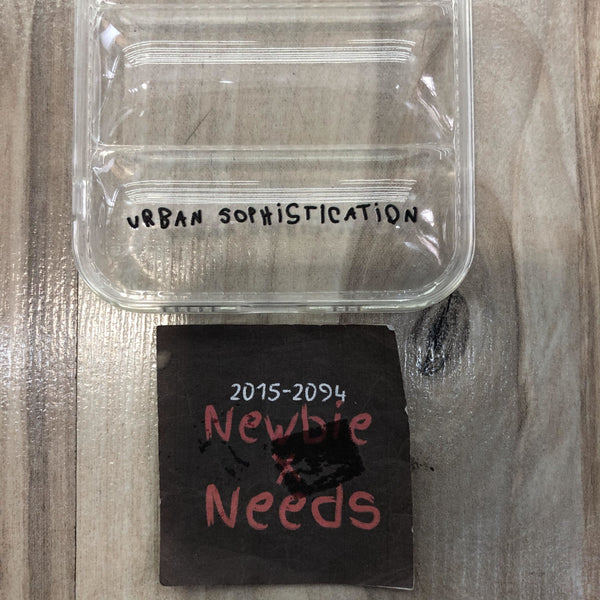 URBAN SOPHiSTICATiON
2015-2094
Newbie
x
Needs